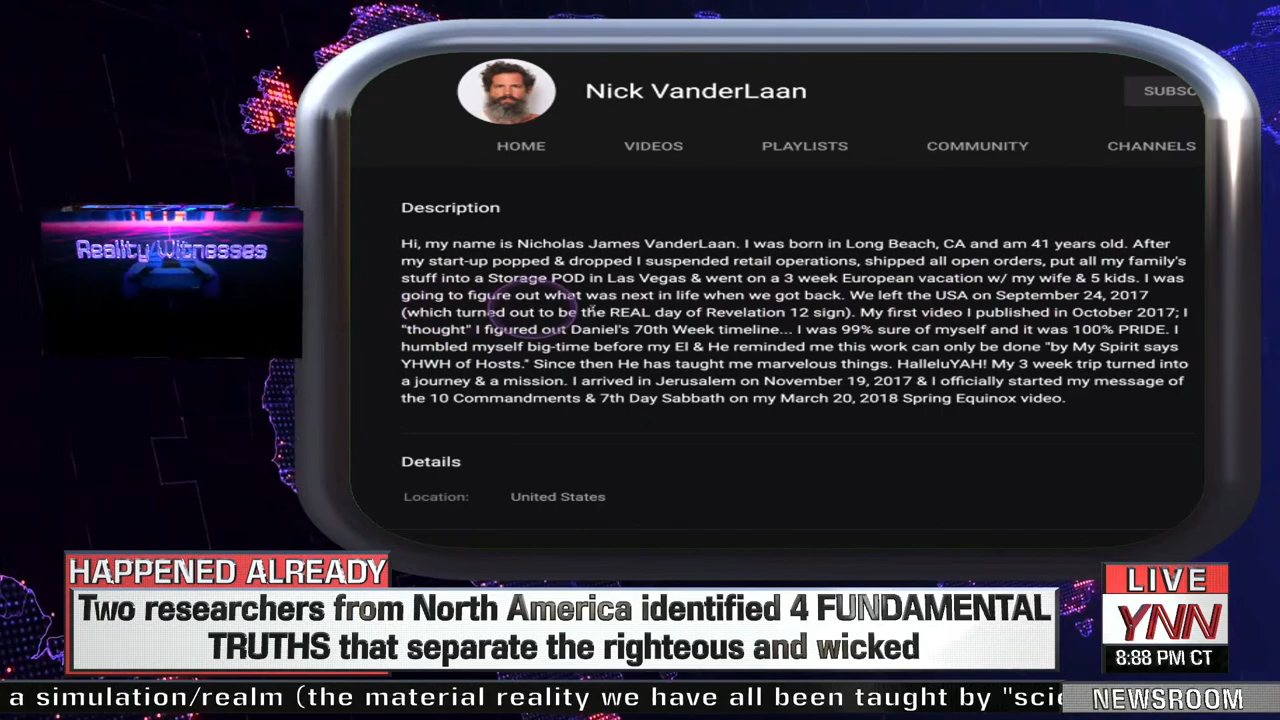 Nick VanderLaan
SUBSC
HOME VIDEOS PLAYLISTS COMMUNITY CHANNELS
Reality Witnesses
Description
Hi, my name is Nicholas James VanderLaan. I was born in Long Beach, CA and am 41 years old. After
my start-up popped & dropped I suspended retail operations, shipped all open orders, put all my family's
stuff into a Storage POD in Las Vegas & went on a 3 week European vacation w/ my wife & 5 kids. I was
going to figure out what was next in life when we got back. We left the USA on September 24, 2017
(which turned out to be the REAL day of Revelation 12 sign). My first video I published in October 2017; I
"thought" I figured out Daniel's 70th Week timeline... I was 99% sure of myself and it was 100% PRIDE. I
humbled myself big-time before my El & He reminded me this work can only be done "by My Spirit says
YHWH of Hosts." Since then He has taught me marvelous things. HalleluYAH! My 3 week trip turned into
a journey & a mission. I arrived in Jerusalem on November 19, 2017 & I officially started my message of
the 10 Commandments & 7th Day Sabbath on my March 20, 2018 Spring Equinox video.
Details
Location: United States
HAPPENED ALREADY
Two researchers from North America identified 4 FUNDAMENTAL
TRUTHS that separate the righteous and wicked
LIVE
YNN
8:88 PM CT
a simulation/realm (the material reality we have all been taught by "scie
NEWSROOM